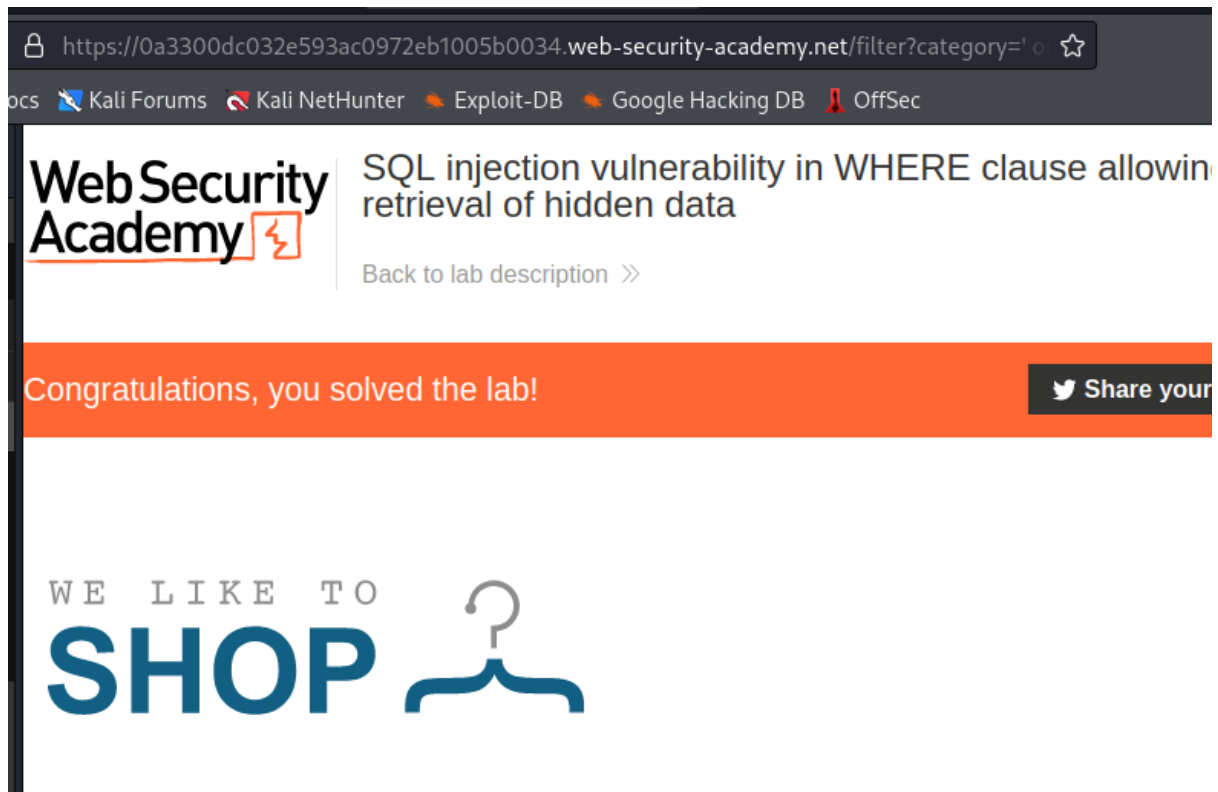 https://0a3300dc032e593ac0972eb1005b0034.web-security-academy.net/filter?category=' o
ocs Kali Forums Kali NetHunter Exploit-DB Google Hacking DB OffSec
Web Security
Academy
SQL injection vulnerability in WHERE clause allowing
retrieval of hidden data
Back to lab description
Congratulations, you solved the lab!
Share your
WE LIKE TO
SHOP